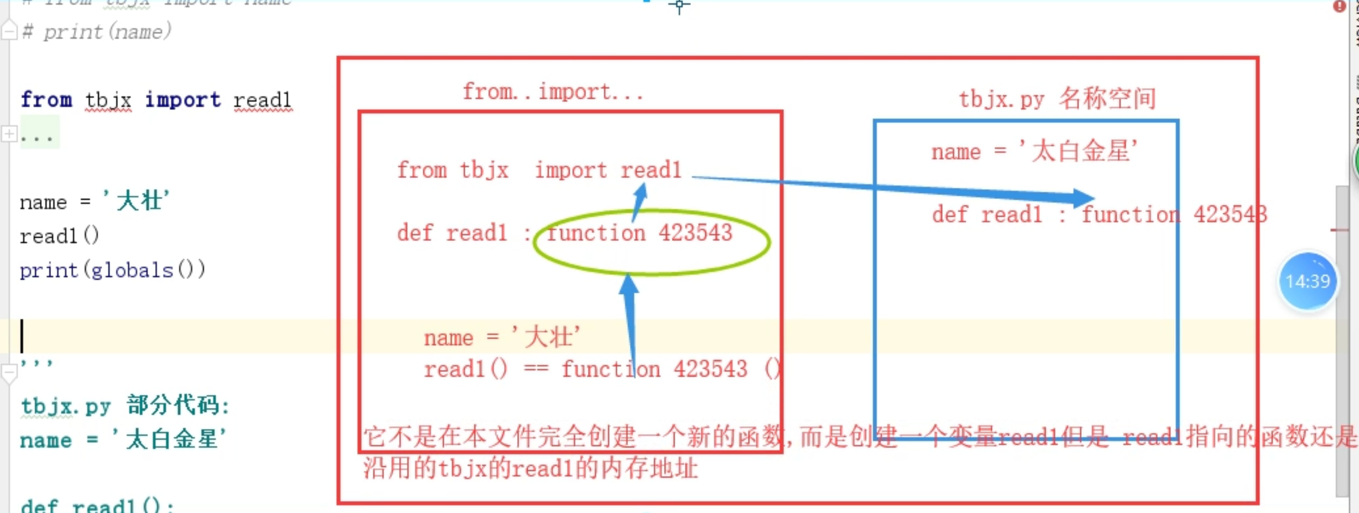 # from tbjx import name
# print(name)
from tbjx import read1
...
name = '大壮'
read1()
print(globals())
'''
tbjx.py 部分代码:
name = '太白金星'
def read1():
from..import...
from tbjx import read1
def read1 : function 423543
name = '大壮'
read1() == function 423543 ()
tbjx.py 名称空间
name = '太白金星'
def read1 : function 423543
它不是在本文件完全创建一个新的函数,而是创建一个变量read1但是 read1指向的函数还是
沿用的tbjx的read1的内存地址
14:39